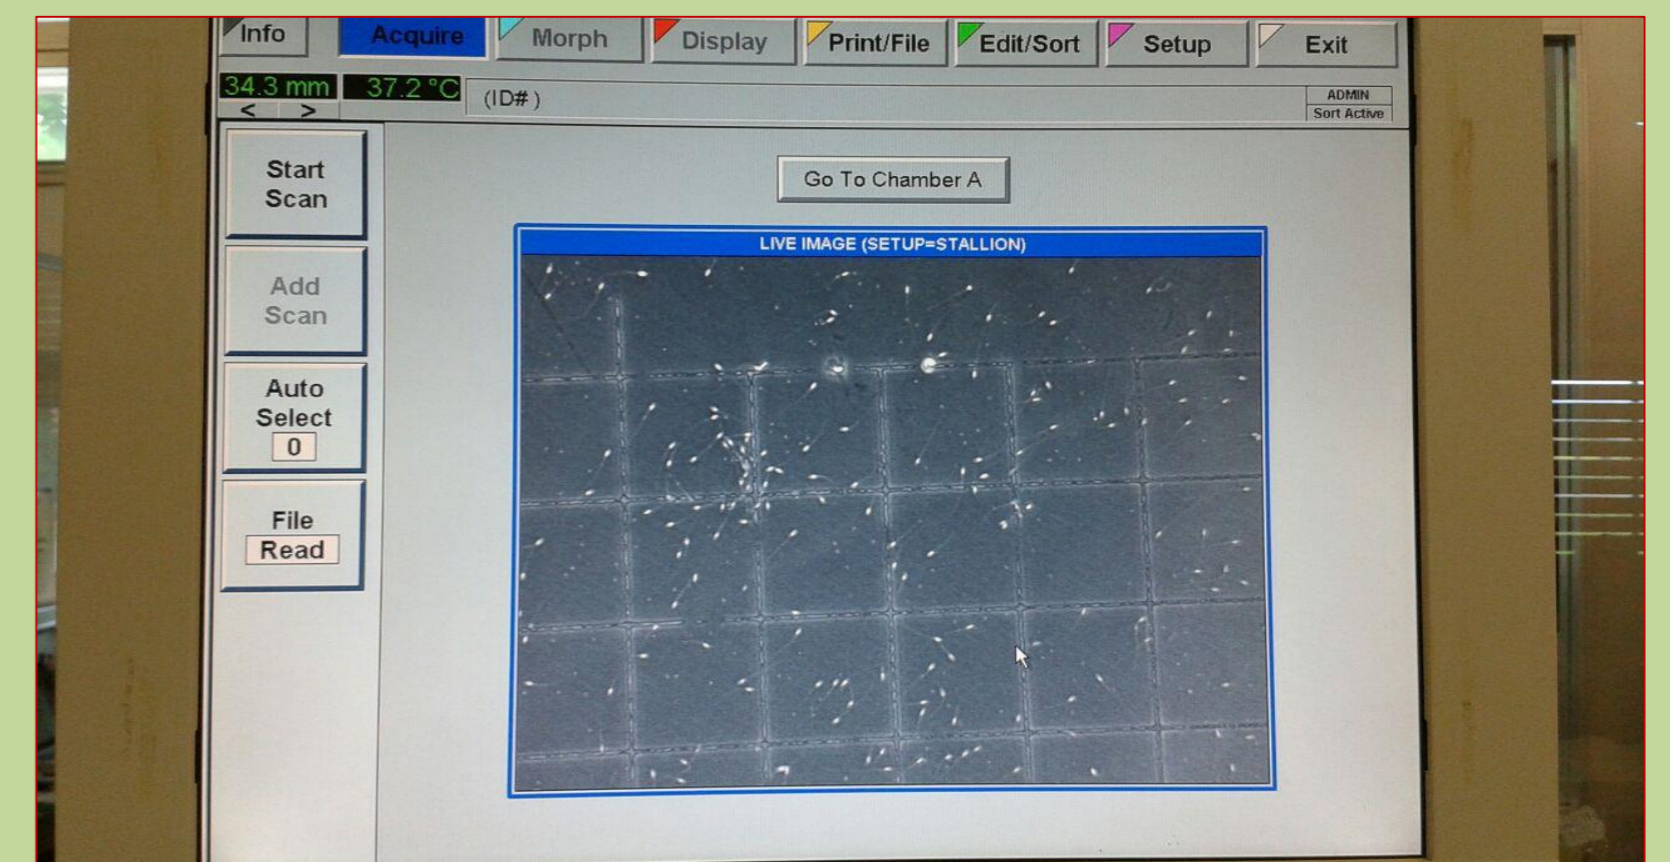 Info
Acquire
Morph
Display
Print/File
Edit/Sort
Setup
Exit
34.3 mm
37.2 °C
(ID# )
ADMIN
Sort Active
< >
Start
Scan
Go To Chamber A
LIVE IMAGE (SETUP=STALLION)
Add
Scan
Auto
Select
0
File
Read